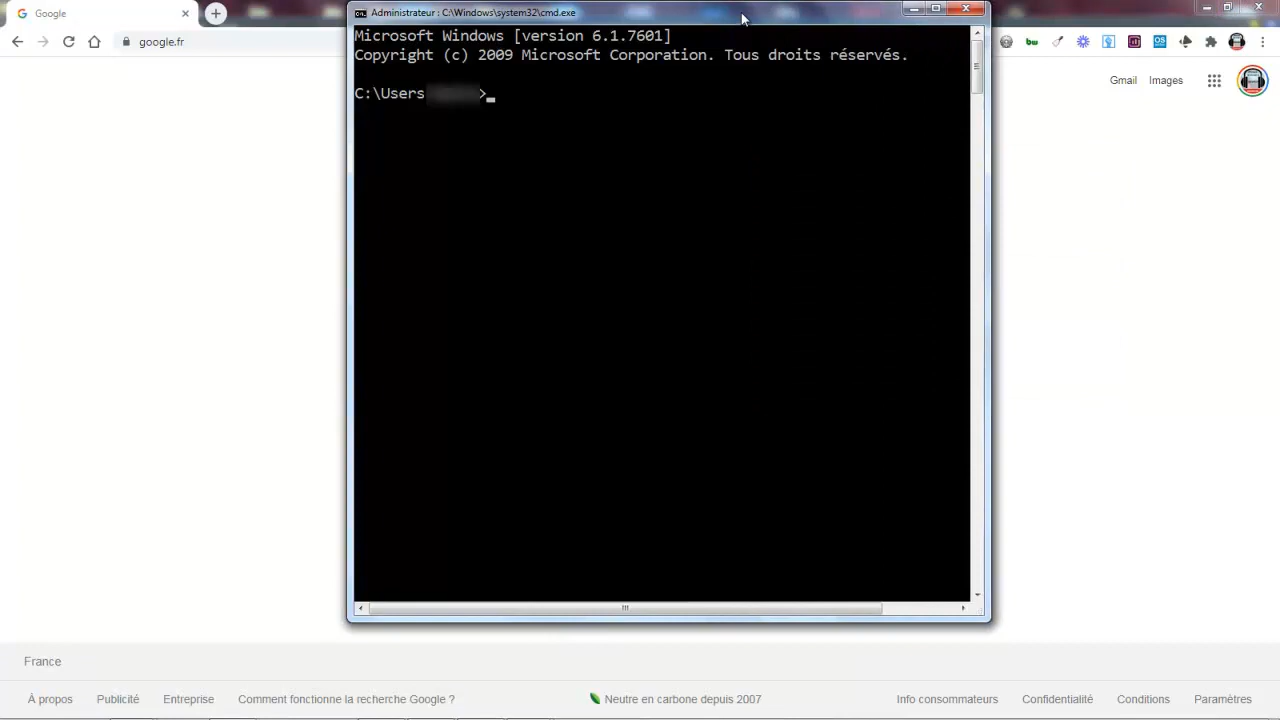 Administrateur : C:\Windows\system32\cmd.exe
Google
google.fr
Microsoft Windows [version 6.1.7601]
Copyright (c) 2009 Microsoft Corporation. Tous droits réservés.
C:\Users >
Gmail Images
France
À propos Publicité Entreprise Comment fonctionne la recherche Google ? Neutre en carbone depuis 2007 Info consommateurs Confidentialité Conditions Paramètres